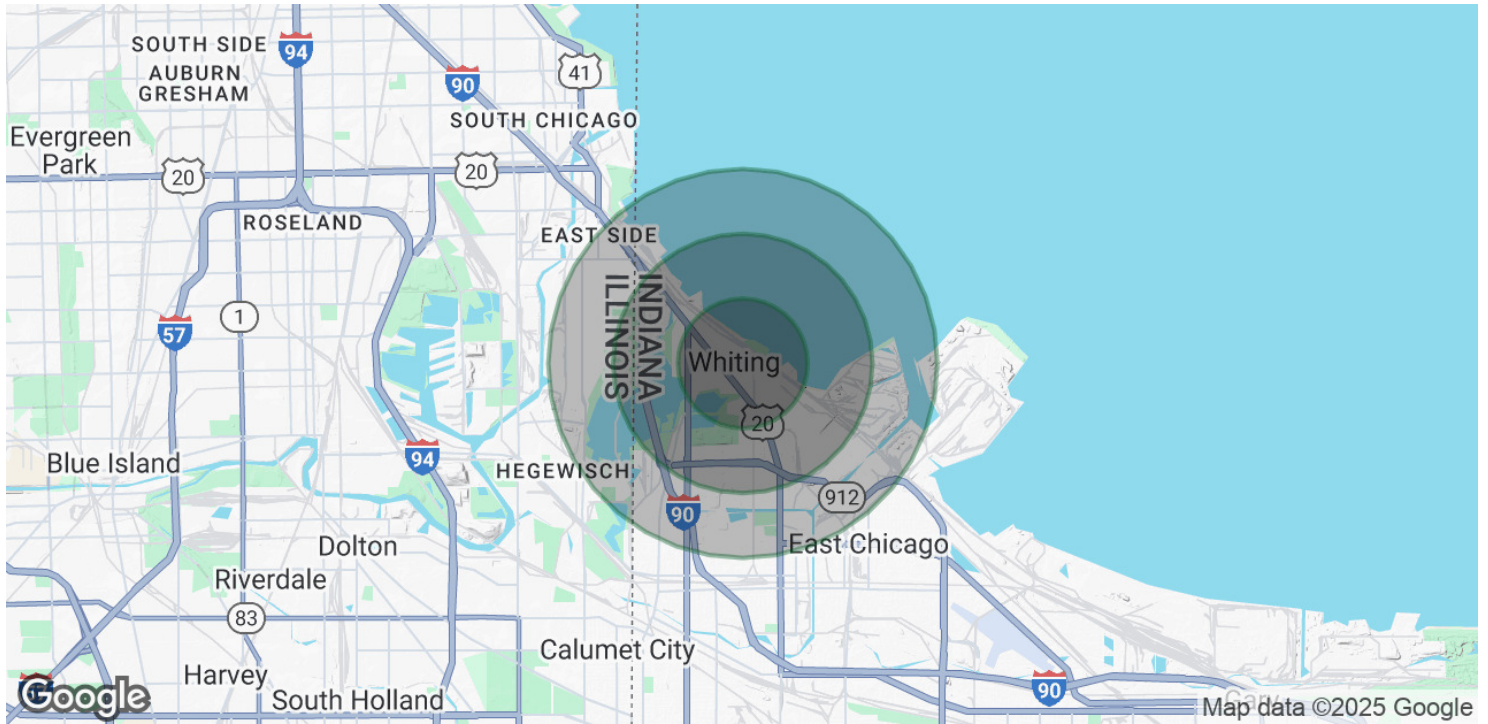 SOUTH SIDE
94
AUBURN
GRESHAM
90
41
SOUTH CHICAGO
Evergreen
Park
20
20
ROSELAND
EAST SIDE
INDIANA
ILLINOIS
1
57
Whiting
20
94
Blue Island
HEGEWISCH
912
90
Dolton
East Chicago
Riverdale
83
Calumet City
Harvey
South Holland
90
Gary
Google
Map data ©2025 Google